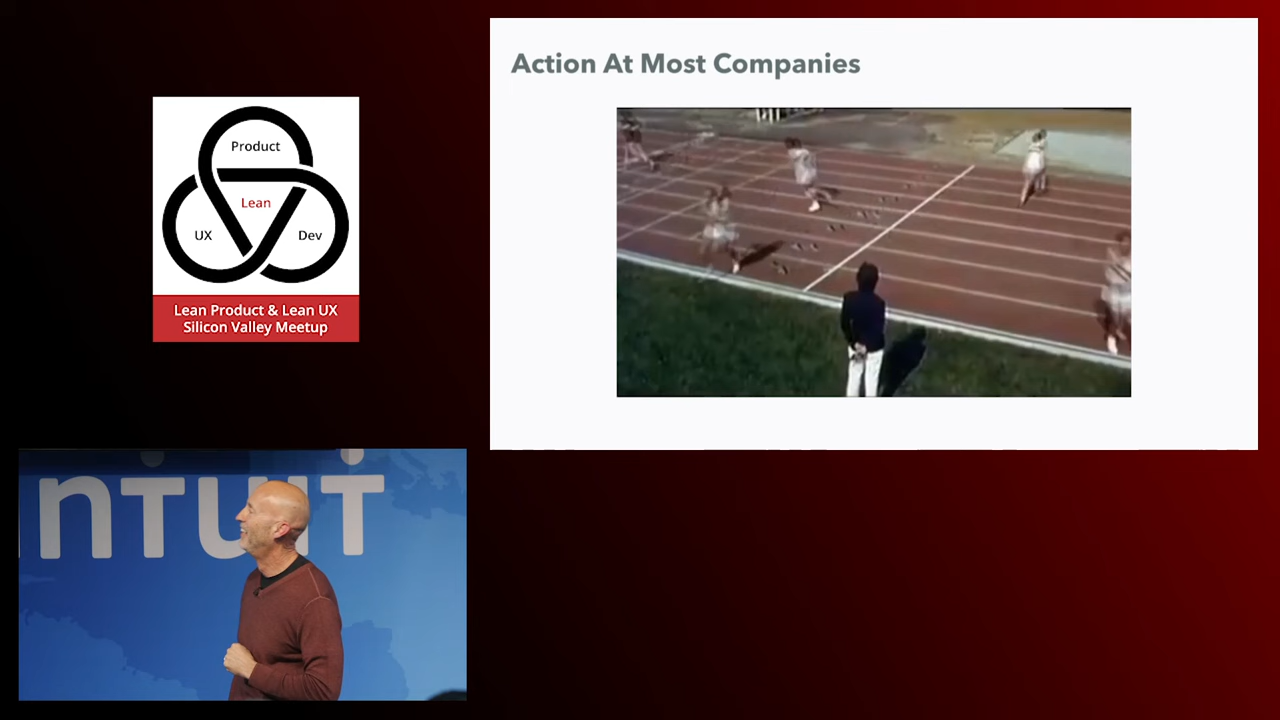 Action At Most Companies
Product
Lean
UX
Dev
Lean Product & Lean UX
Silicon Valley Meetup
ntuit